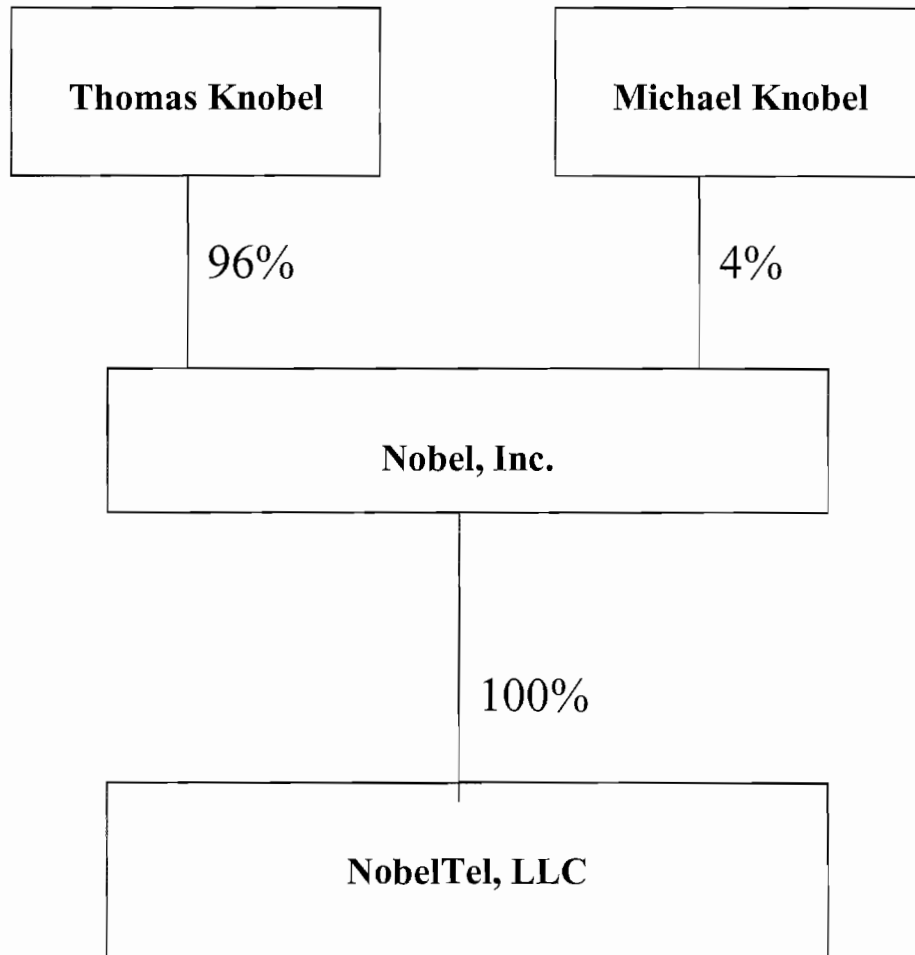 Thomas Knobel
Michael Knobel
96%
4%
Nobel, Inc.
100%
NobelTel, LLC